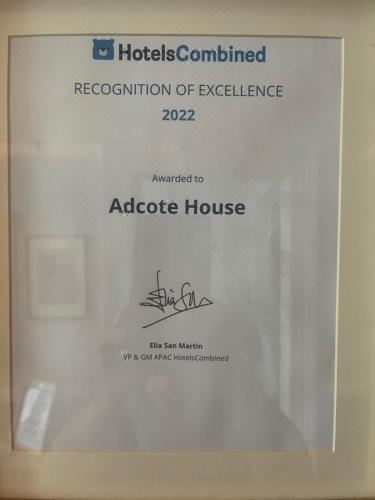 HotelsCombined
RECOGNITION OF EXCELLENCE
2022
Awarded to
Adcote House
Elia San Martin
VP & GM APAC HotelsCombined